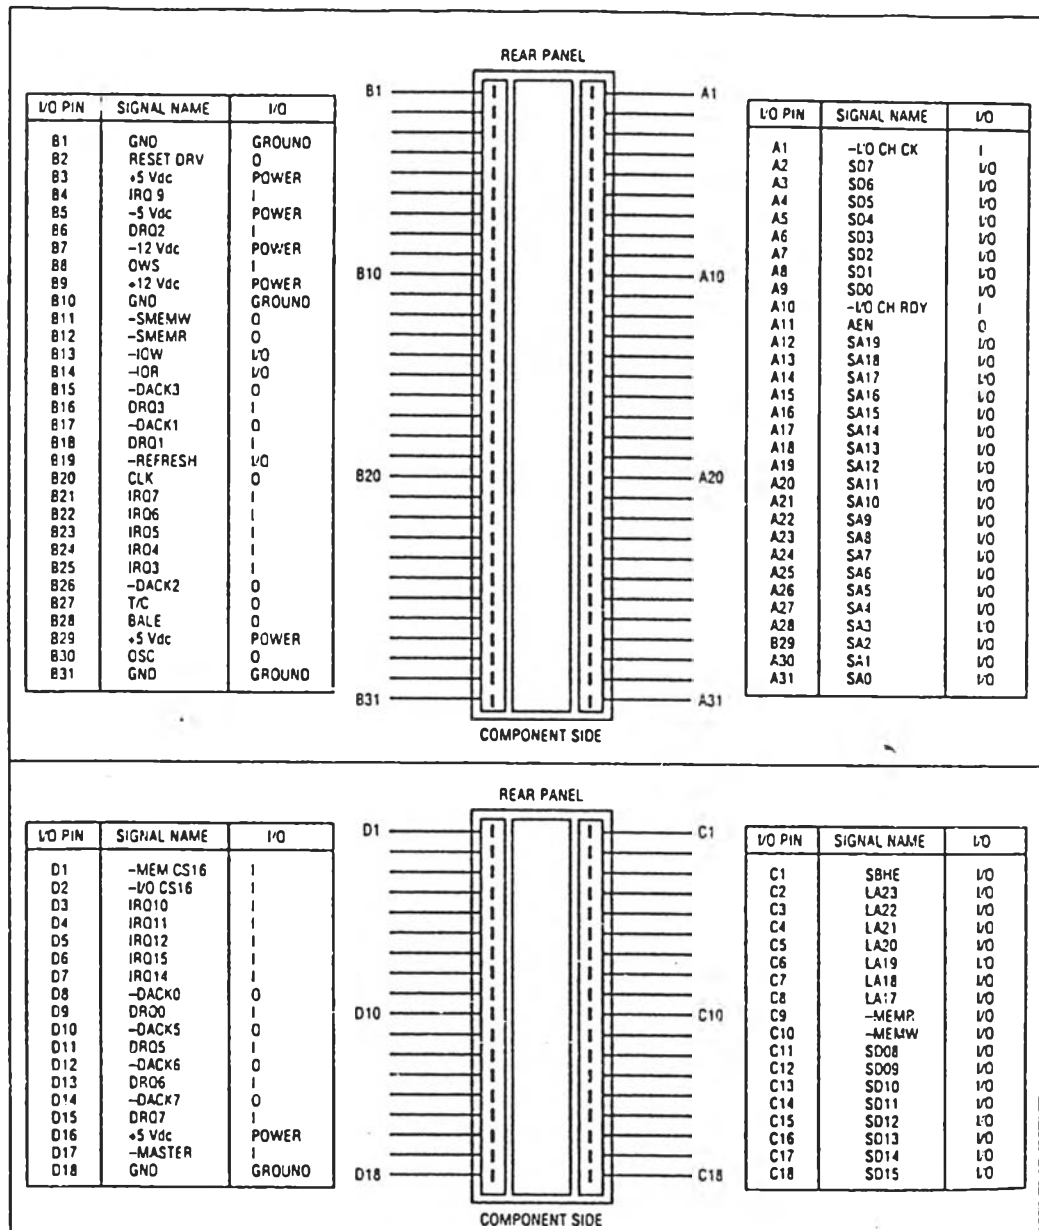 REAR PANEL
B1
A1
B10
A10
B20
A20
B31
A31
COMPONENT SIDE
I/O PIN SIGNAL NAME I/O
B1 GND GROUND
B2 RESET DRV O
B3 +5 Vdc POWER
B4 IRQ 9 I
B5 -5 Vdc POWER
B6 DRQ2 I
B7 -12 Vdc POWER
B8 OWS I
B9 +12 Vdc POWER
B10 GND GROUND
B11 -SMEMW O
B12 -SMEMR O
B13 -IOW I/O
B14 -IOR I/O
B15 -DACK3 O
B16 DRQ3 I
B17 -DACK1 O
B18 DRQ1 I
B19 -REFRESH I/O
B20 CLK O
B21 IRQ7 I
B22 IRQ6 I
B23 IRQ5 I
B24 IRQ4 I
B25 IRQ3 I
B26 -DACK2 O
B27 T/C O
B28 BALE O
B29 +5 Vdc POWER
B30 OSC O
B31 GND GROUND
I/O PIN SIGNAL NAME I/O
A1 -I/O CH CK I
A2 SD7 I/O
A3 SD6 I/O
A4 SD5 I/O
A5 SD4 I/O
A6 SD3 I/O
A7 SD2 I/O
A8 SD1 I/O
A9 SD0 I/O
A10 -I/O CH RDY I
A11 AEN O
A12 SA19 I/O
A13 SA18 I/O
A14 SA17 I/O
A15 SA16 I/O
A16 SA15 I/O
A17 SA14 I/O
A18 SA13 I/O
A19 SA12 I/O
A20 SA11 I/O
A21 SA10 I/O
A22 SA9 I/O
A23 SA8 I/O
A24 SA7 I/O
A25 SA6 I/O
A26 SA5 I/O
A27 SA4 I/O
A28 SA3 I/O
B29 SA2 I/O
A30 SA1 I/O
A31 SA0 I/O
REAR PANEL
D1
C1
D10
C10
D18
C18
COMPONENT SIDE
I/O PIN SIGNAL NAME I/O
D1 -MEM CS16 I
D2 -I/O CS16 I
D3 IRQ10 I
D4 IRQ11 I
D5 IRQ12 I
D6 IRQ15 I
D7 IRQ14 I
D8 -DACK0 O
D9 DRQ0 I
D10 -DACK5 O
D11 DRQ5 I
D12 -DACK6 O
D13 DRQ6 I
D14 -DACK7 O
D15 DRQ7 I
D16 +5 Vdc POWER
D17 -MASTER I
D18 GND GROUND
I/O PIN SIGNAL NAME I/O
C1 SBHE I/O
C2 LA23 I/O
C3 LA22 I/O
C4 LA21 I/O
C5 LA20 I/O
C6 LA19 I/O
C7 LA18 I/O
C8 LA17 I/O
C9 -MEMR I/O
C10 -MEMW I/O
C11 SD08 I/O
C12 SD09 I/O
C13 SD10 I/O
C14 SD11 I/O
C15 SD12 I/O
C16 SD13 I/O
C17 SD14 I/O
C18 SD15 I/O